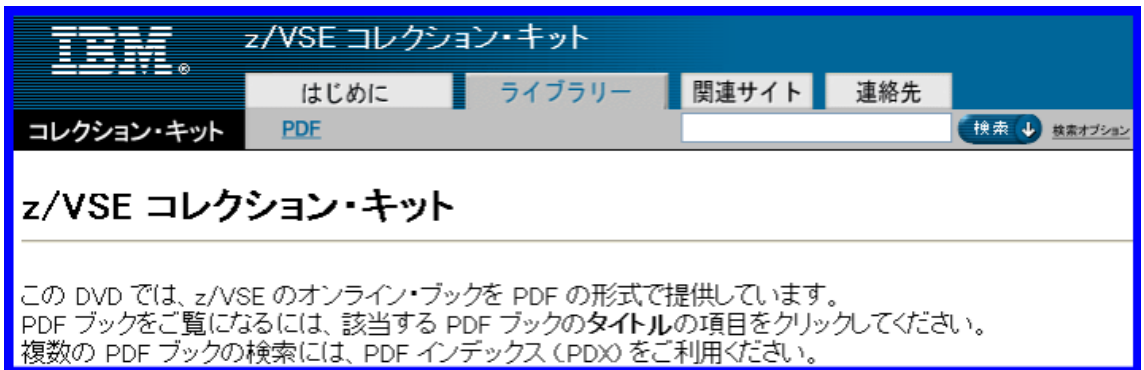 IBM®
z/VSE コレクション・キット
はじめに ライブラリー 関連サイト 連絡先
コレクション・キット PDF 検索 検索オプション
z/VSE コレクション・キット
この DVD では、z/VSE のオンライン・ブックを PDF の形式で提供しています。
PDF ブックをご覧になるには、該当する PDF ブックのタイトルの項目をクリックしてください。
複数の PDF ブックの検索には、PDF インデックス (PDX) をご利用ください。